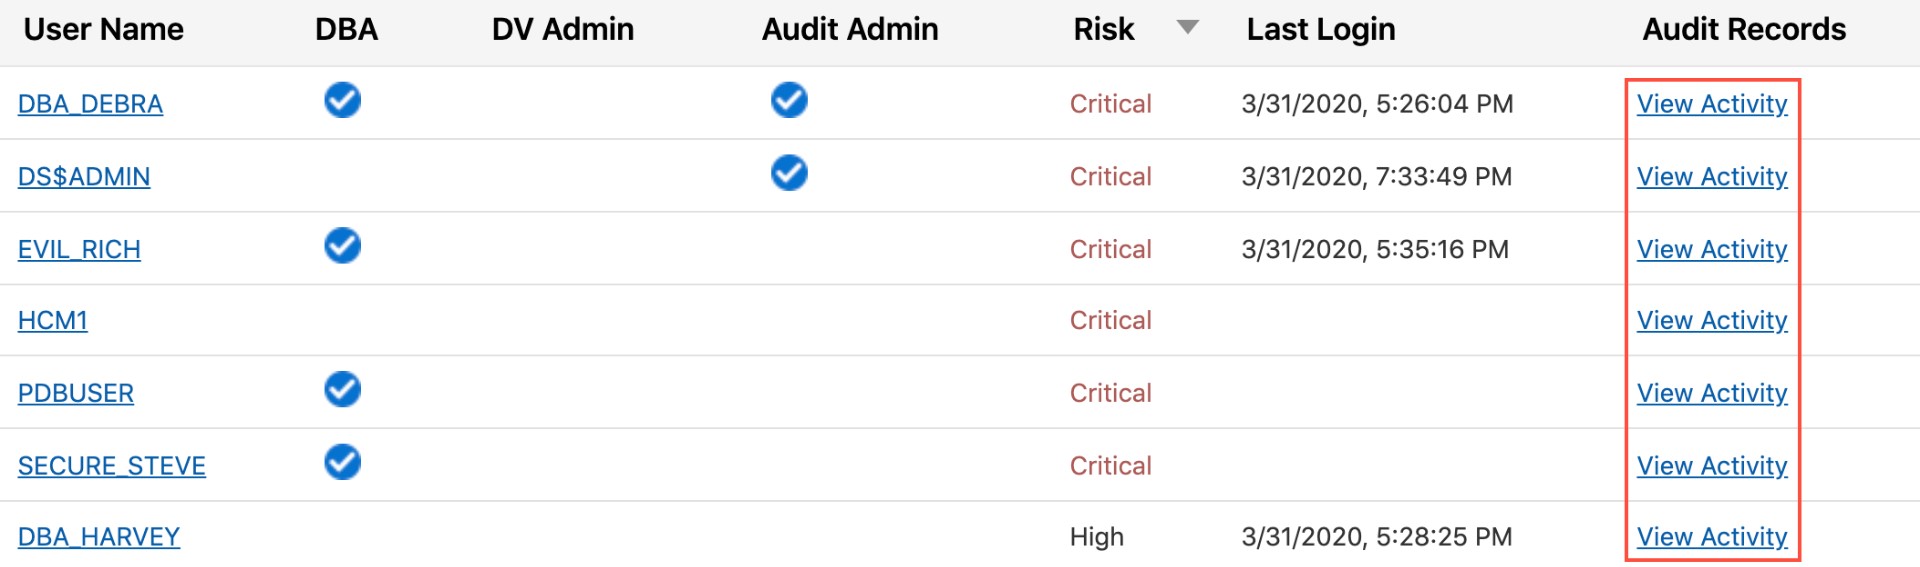 User Name DBA DV Admin Audit Admin Risk Last Login Audit Records
DBA_DEBRA Critical 3/31/2020, 5:26:04 PM View Activity
DS$ADMIN Critical 3/31/2020, 7:33:49 PM View Activity
EVIL_RICH Critical 3/31/2020, 5:35:16 PM View Activity
HCM1 Critical View Activity
PDBUSER Critical View Activity
SECURE_STEVE Critical View Activity
DBA_HARVEY High 3/31/2020, 5:28:25 PM View Activity